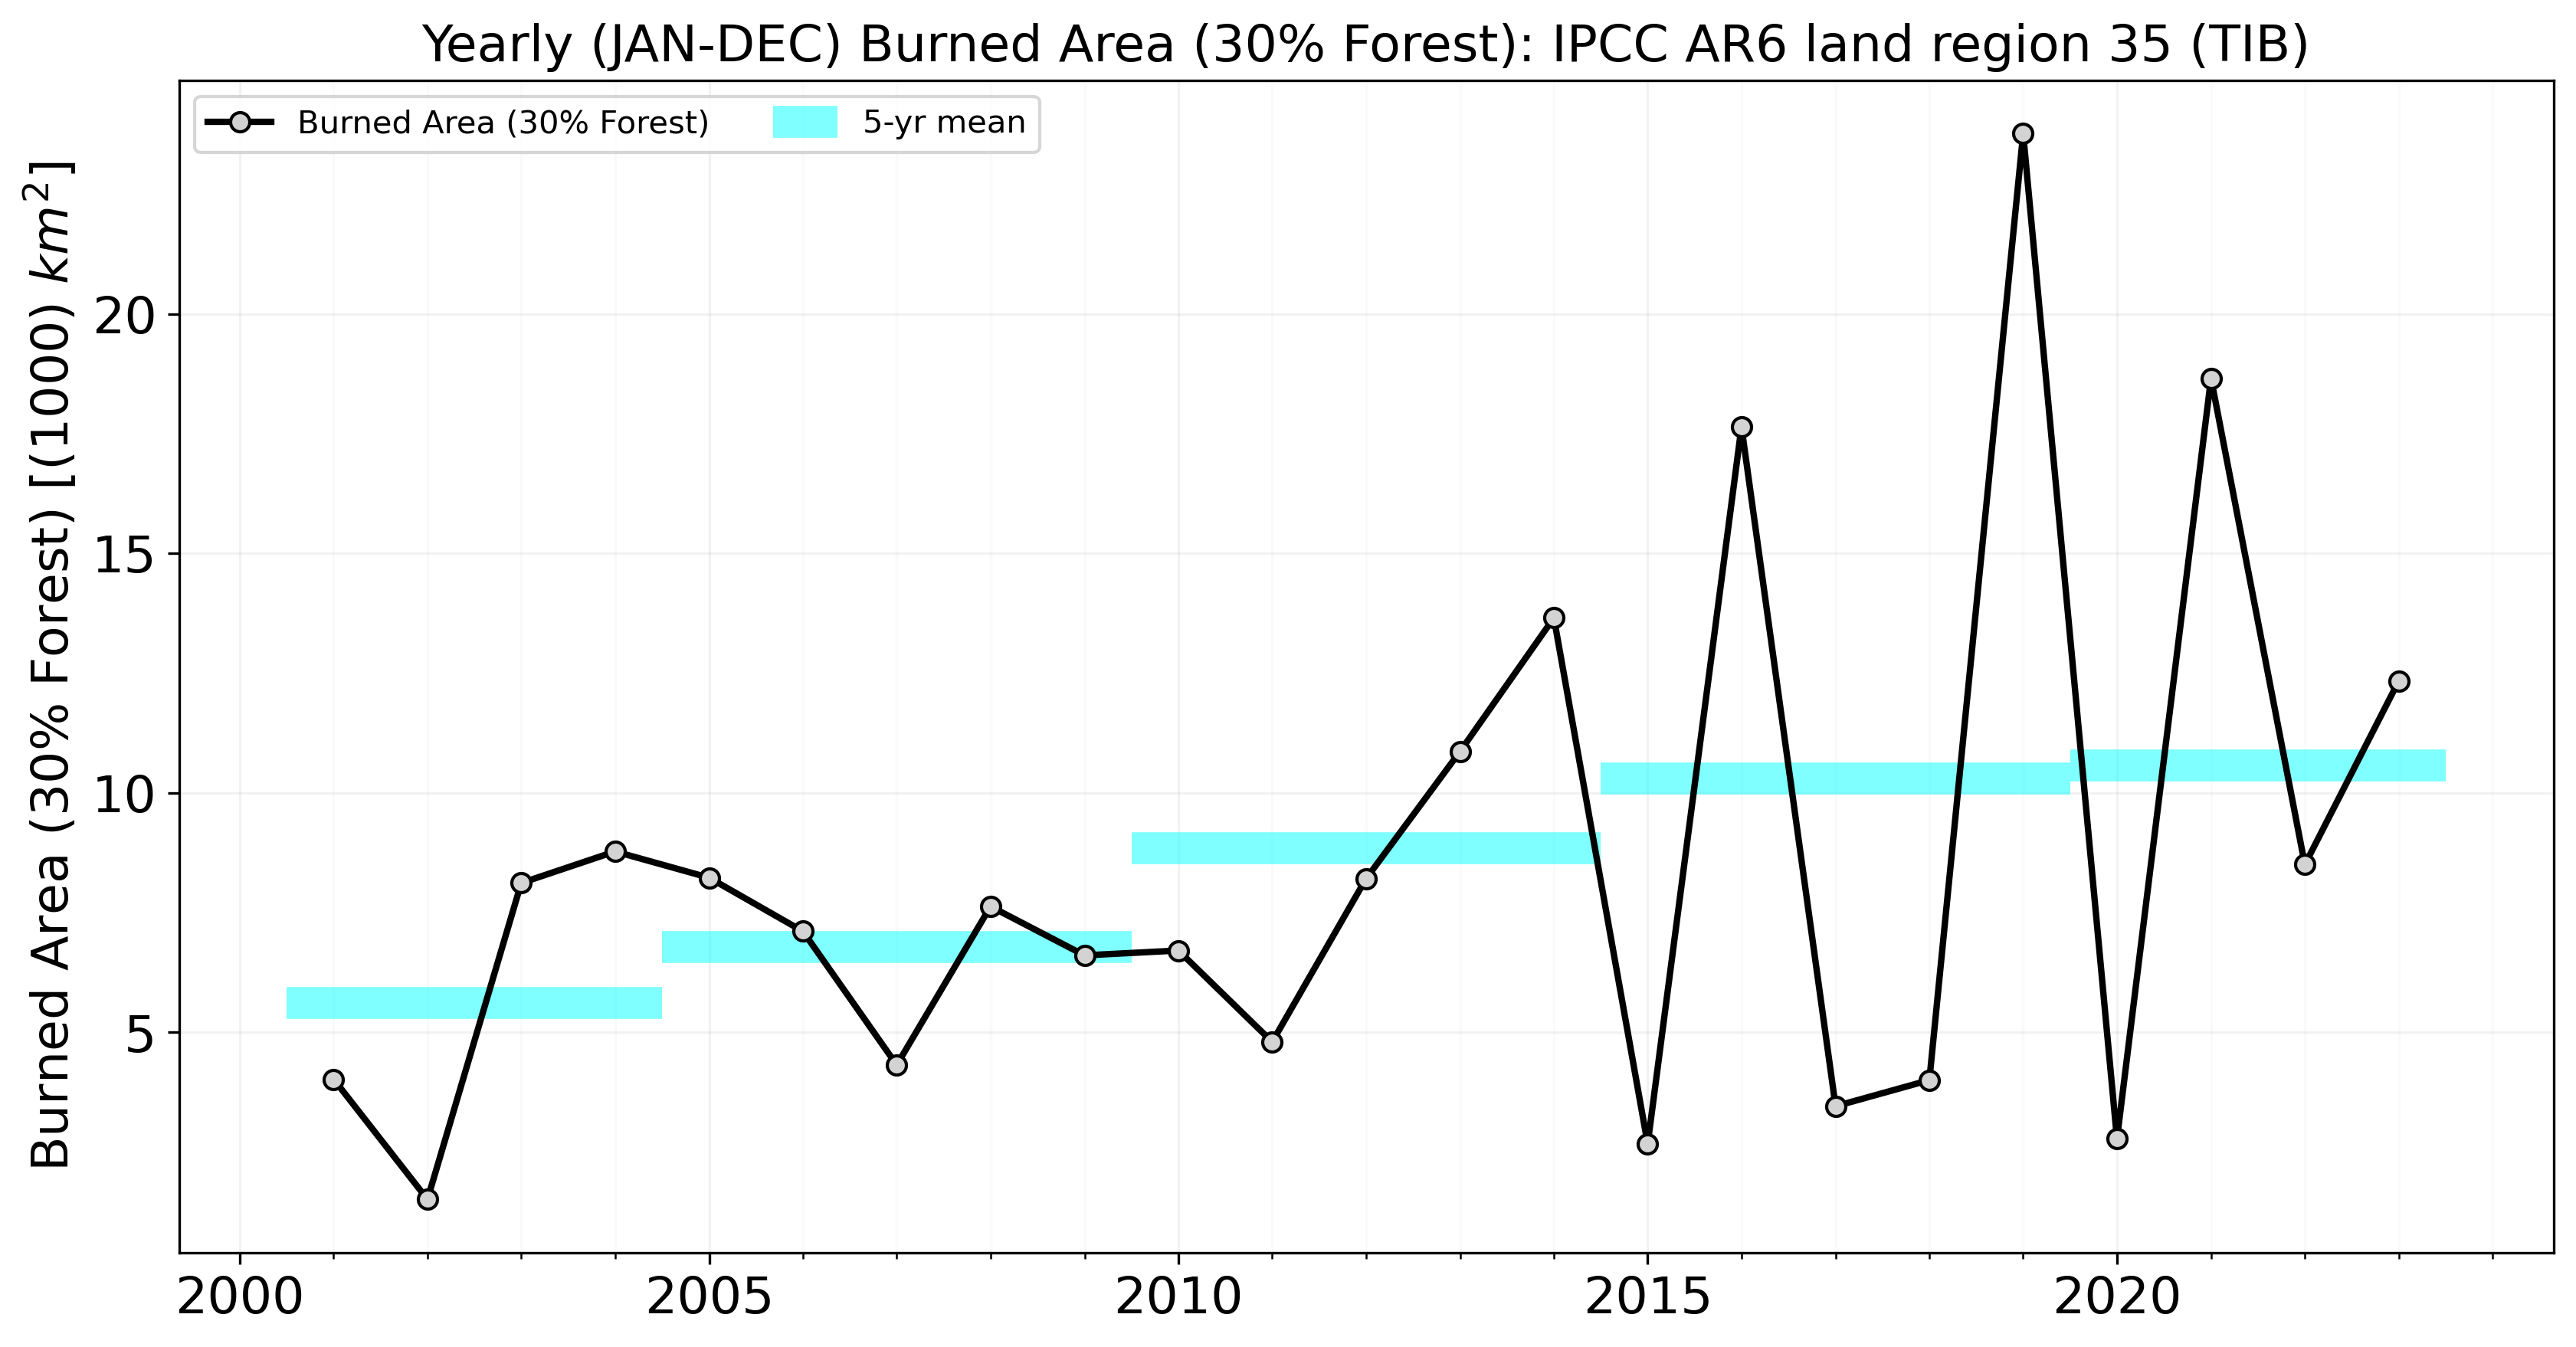 Yearly (JAN-DEC) Burned Area (30% Forest): IPCC AR6 land region 35 (TIB)
Burned Area (30% Forest)
5-yr mean
Burned Area (30% Forest) [(1000) km²]
20
15
10
5
2000 2005 2010 2015 2020